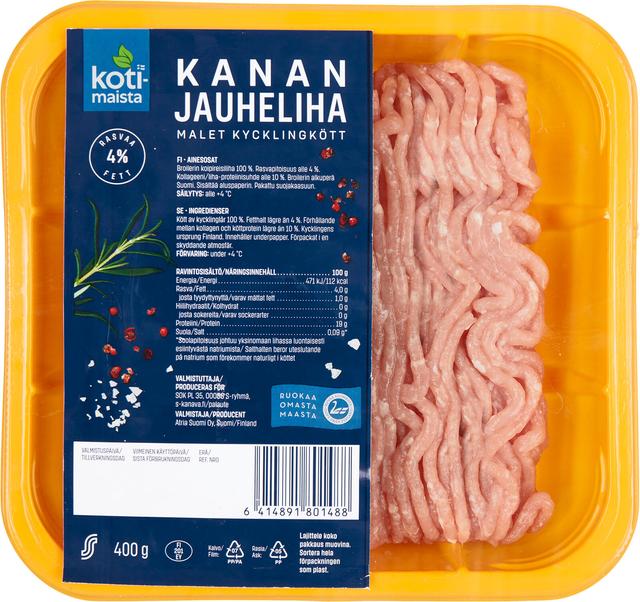 koti-
maista
KANAN
JAUHELIHA
MALET KYCKLINGKÖTT
RASVAA
4%
FETT
FI • AINESOSAT
Broilerin koipireisiliha 100 %. Rasvapitoisuus alle 4 %.
Kollageeni/liha-proteiinisuhde alle 10 %. Broilerin alkuperä
Suomi. Sisältää aluspaperin. Pakattu suojakaasuun.
SÄILYTYS: alle +4 °C
SE • INGREDIENSER
Kött av kycklinglår 100 %. Fetthalt lägre än 4 %. Förhållande
mellan kollagen och köttprotein lägre än 10 %. Kycklingens
ursprung Finland. Innehåller underpapper. Förpackat i en
skyddande atmosfär.
FÖRVARING: under +4°C
RAVINTOSISÄLTÖ/NÄRINGSINNEHÅLL 100 g
Energia/Energi 471 kJ/112 kcal
Rasva/Fett 4,0 g
josta tyydyttynyttä/varav mättat fett 1,0 g
Hiilihydraatit/Kolhydrat 0 g
josta sokereita/varav sockerarter 0 g
Proteiini/Protein 19 g
Suola/Salt 0,09 g*
*Suolapitoisuus johtuu yksinomaan lihassa luontaisesti
esiintyvästä natriumista/ Salthalten beror uteslutande
på natrium som förekommer naturligt i köttet
VALMISTUTTAJA/
PRODUCERAS FÖR
SOK PL 35, 00088 S-ryhmä,
s-kanava.fi/palaute
VALMISTAJA/PRODUCENT
Atria Suomi Oy, Suomi/Finland
RUOKAA
OMASTA
MAASTA
VALMISTUSPÄIVÄ/
TILLVERKNINGSDAG
VIIMEINEN KÄYTTÖPÄIVÄ/
SISTA FÖRBRUKNINGSDAG
ERÄ/
REF. NRO
6 414891 801488
400 g
FI
201
EY
Kalvo/
Film:
7-07
PP/PA
Rasia/
Ask:
7-05
PP
Lajittele koko
pakkaus muovina.
Sortera hela
förpackningen
som plast.